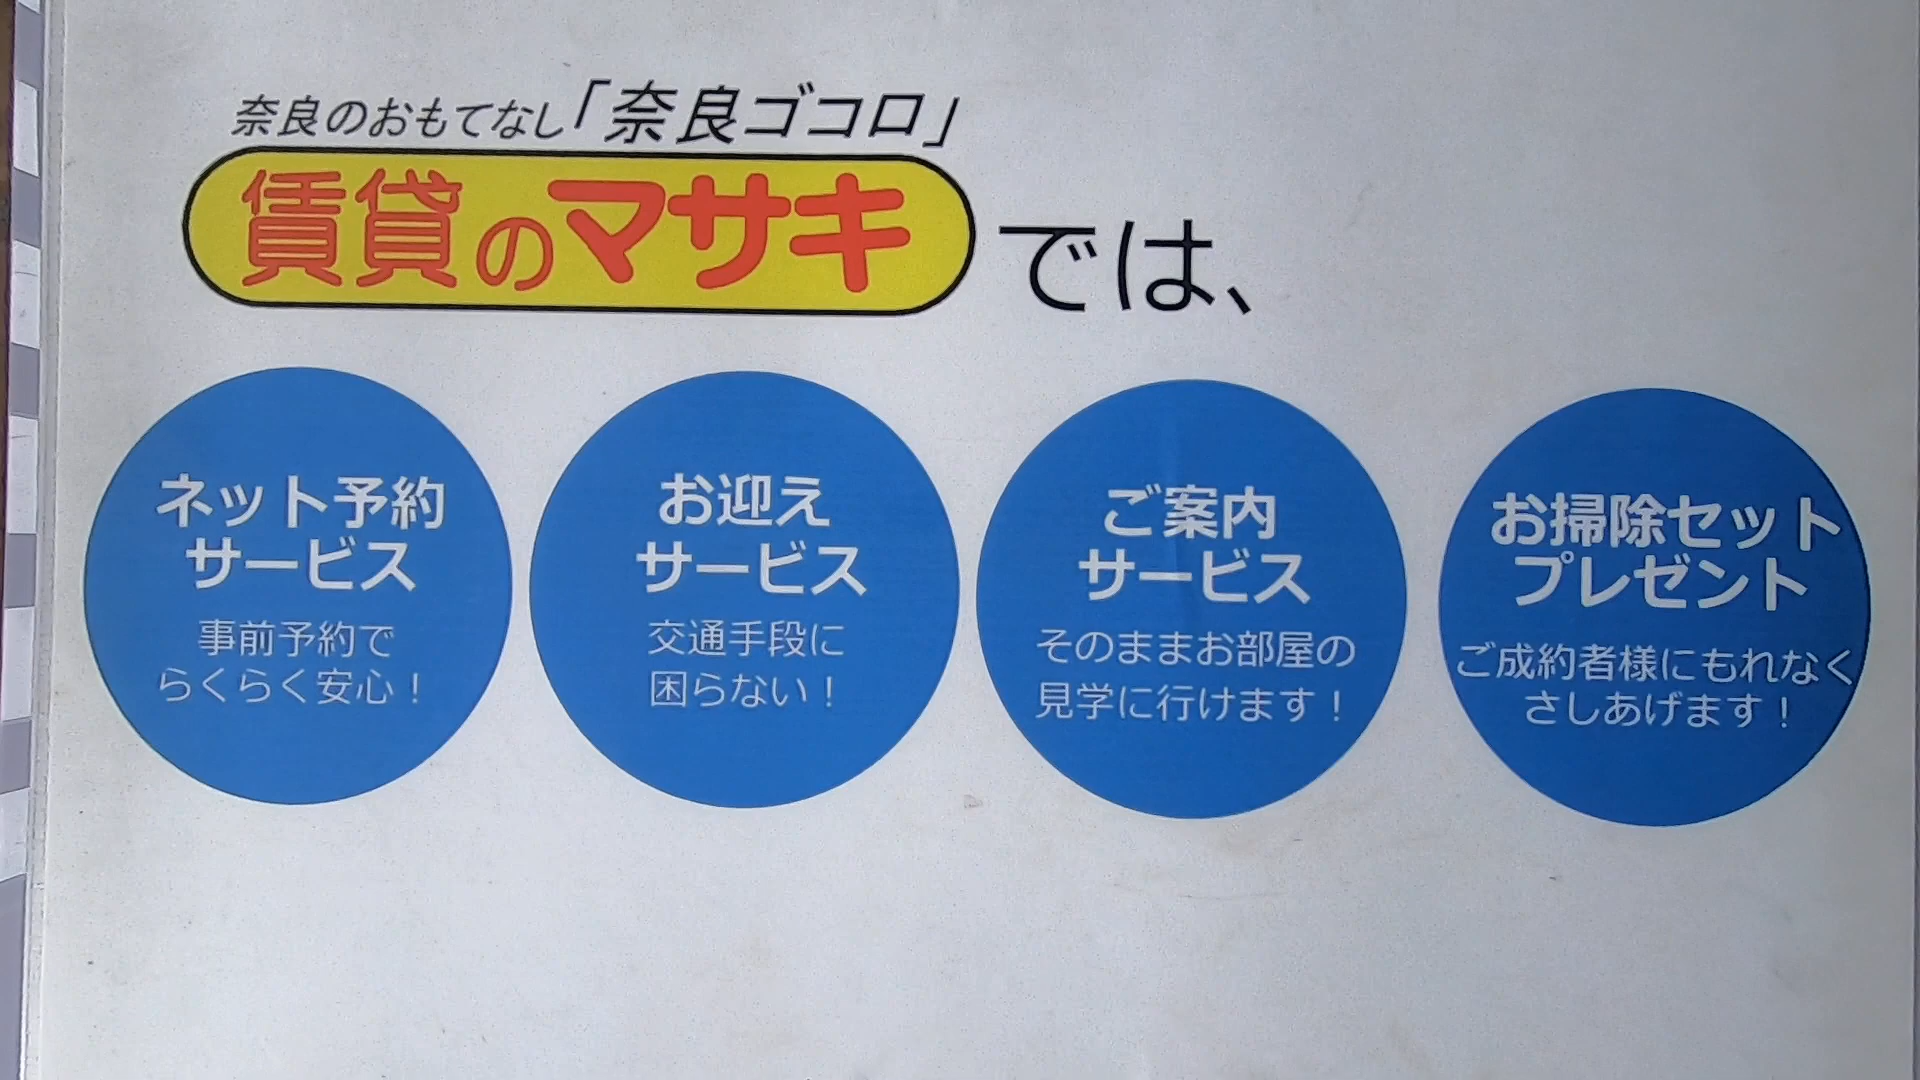 奈良のおもてなし「奈良ゴコロ」
賃貸のマサキでは、
ネット予約
サービス
事前予約で
らくらく安心！
お迎え
サービス
交通手段に
困らない！
ご案内
サービス
そのままお部屋の
見学に行けます！
お掃除セット
プレゼント
ご成約者様にもれなく
さしあげます！